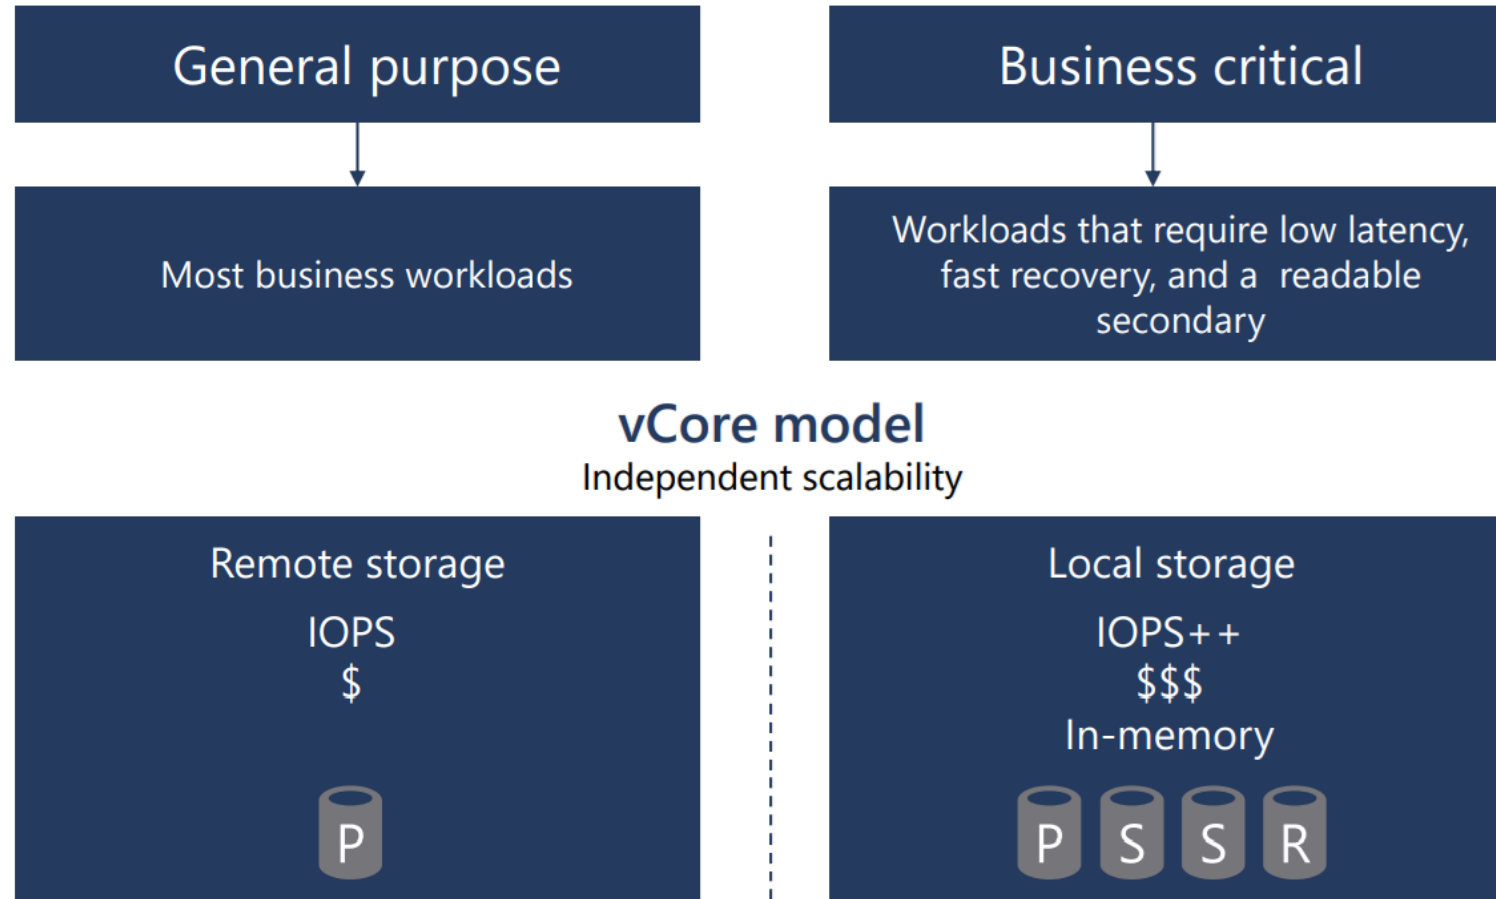 General purpose
Business critical
Most business workloads
Workloads that require low latency,
fast recovery, and a  readable
secondary
vCore model
Independent scalability
Remote storage
IOPS
$
P
Local storage
IOPS++
$$$
In-memory
P S S R